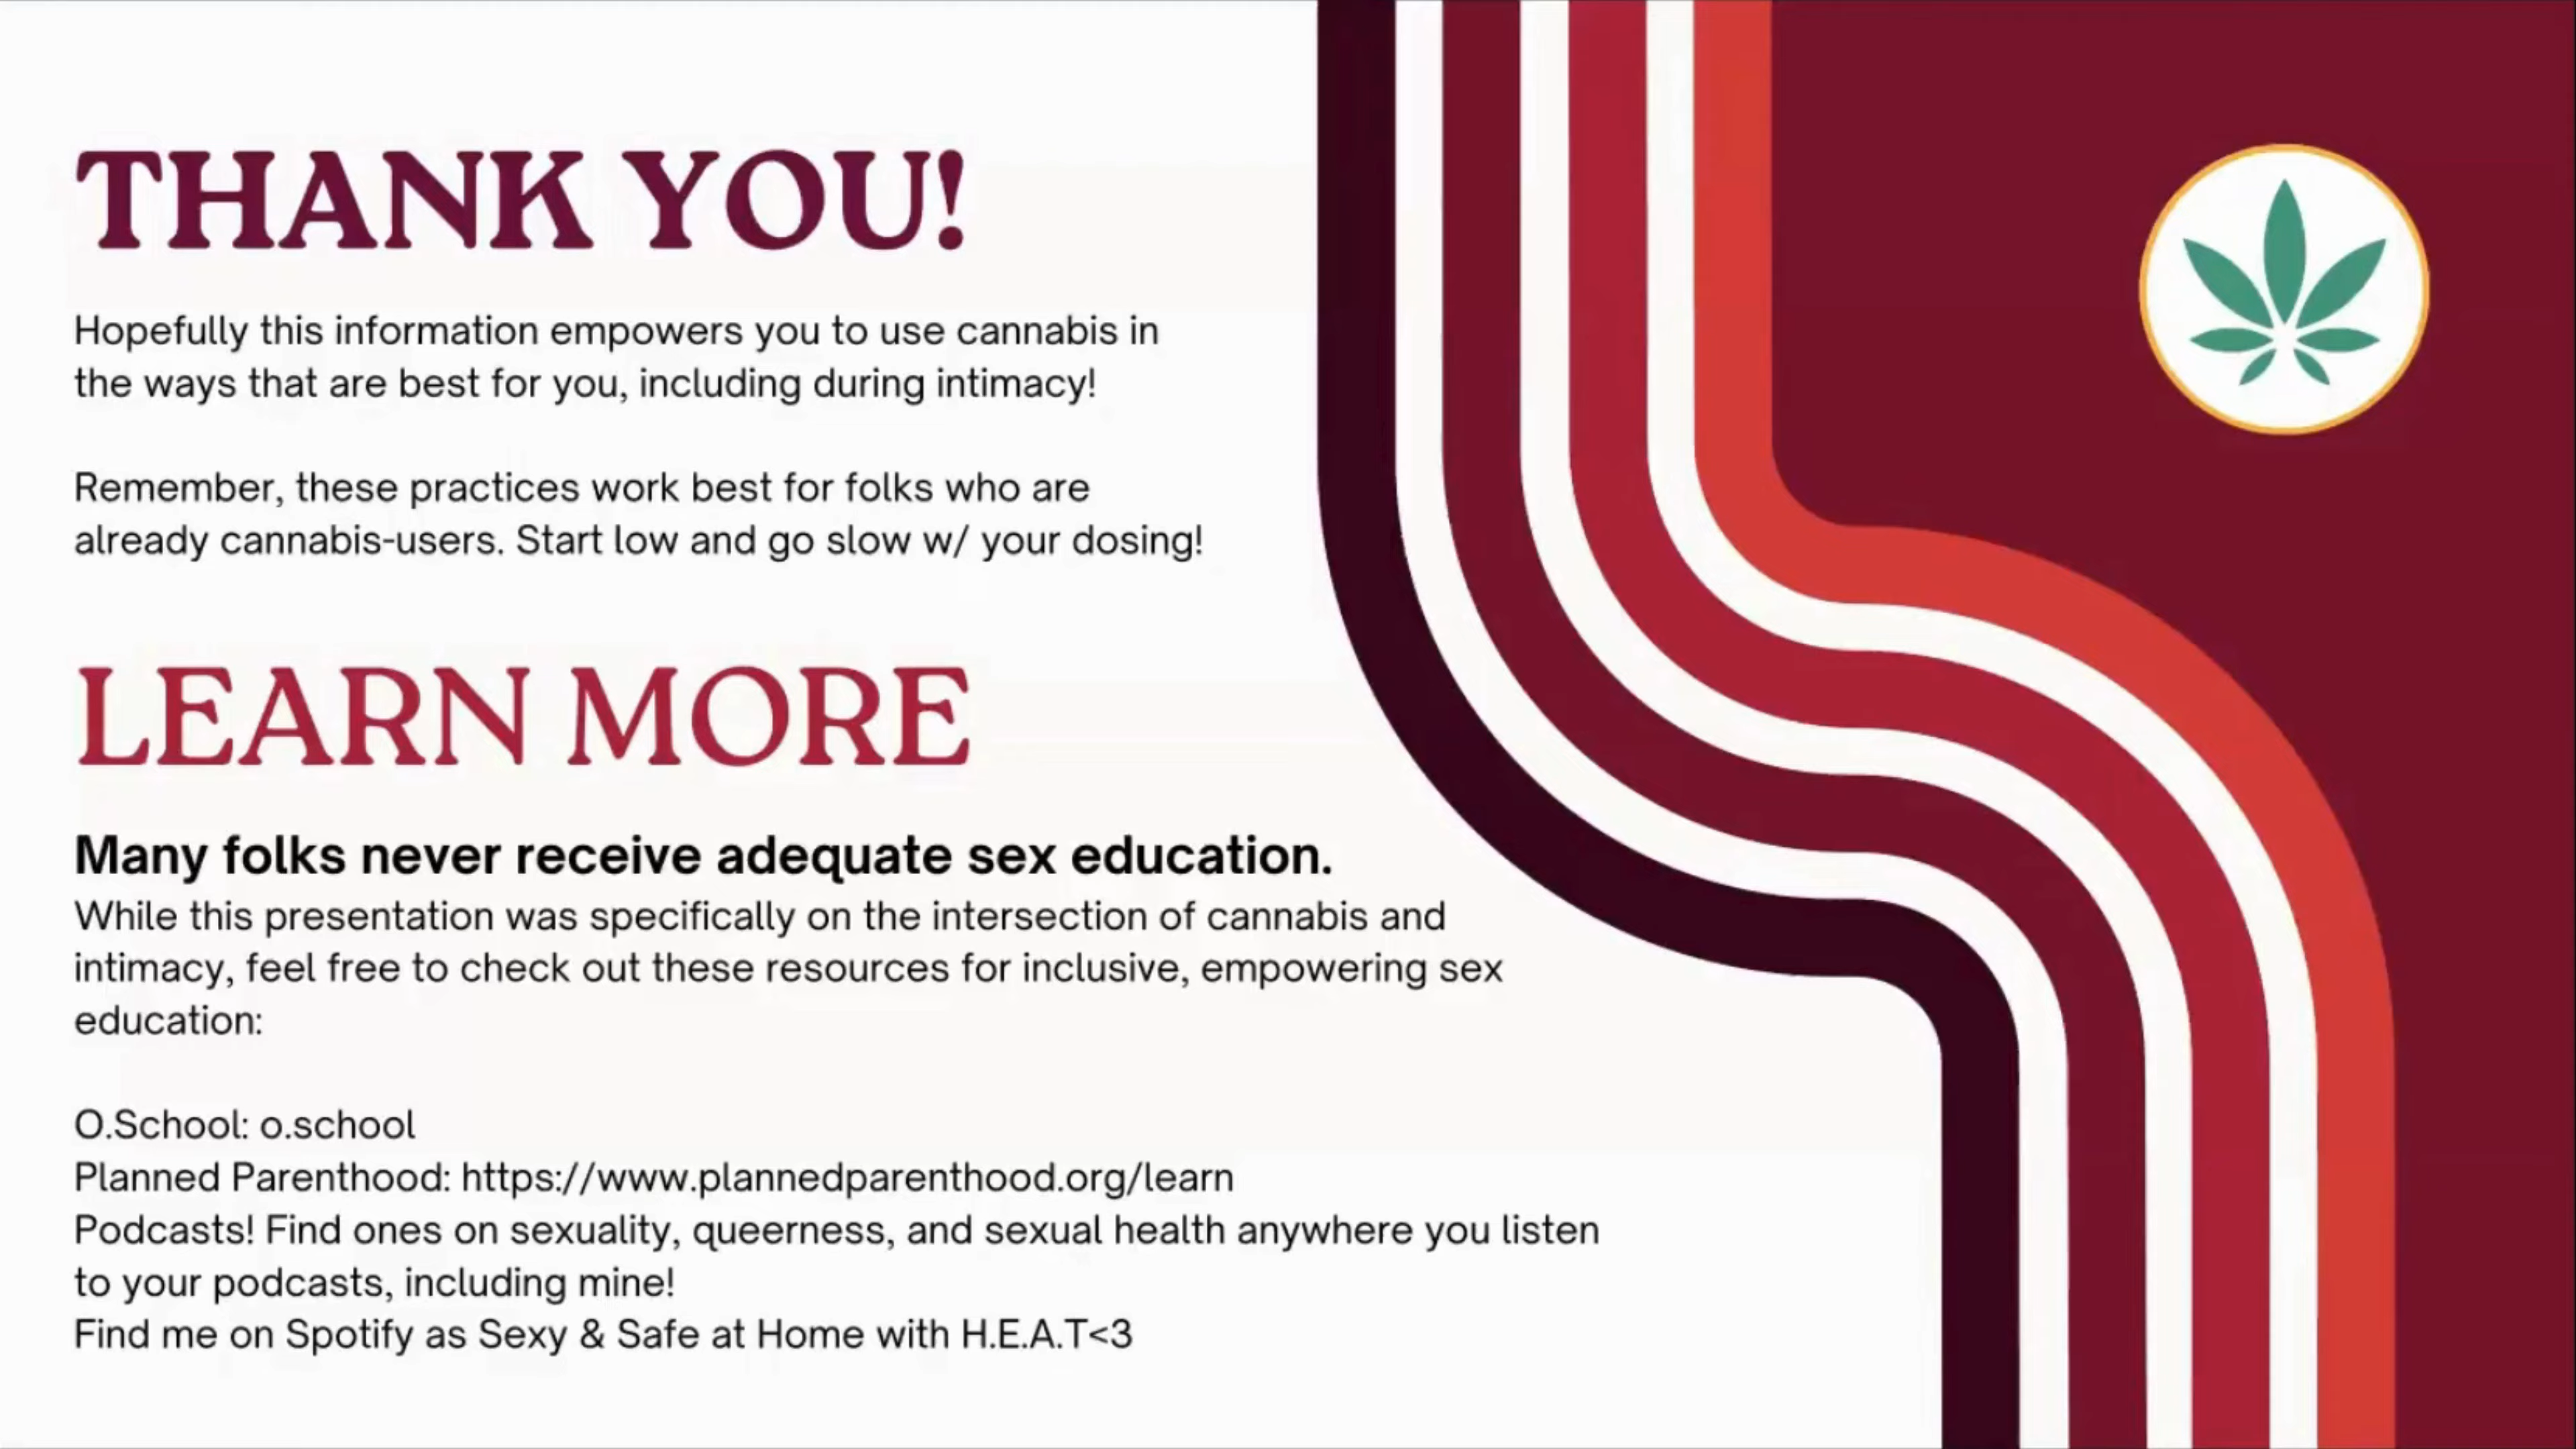 THANK YOU!
Hopefully this information empowers you to use cannabis in
the ways that are best for you, including during intimacy!
Remember, these practices work best for folks who are
already cannabis-users. Start low and go slow w/ your dosing!
LEARN MORE
Many folks never receive adequate sex education.
While this presentation was specifically on the intersection of cannabis and
intimacy, feel free to check out these resources for inclusive, empowering sex
education:
O.School: o.school
Planned Parenthood: https://www.plannedparenthood.org/learn
Podcasts! Find ones on sexuality, queerness, and sexual health anywhere you listen
to your podcasts, including mine!
Find me on Spotify as Sexy & Safe at Home with H.E.A.T<3